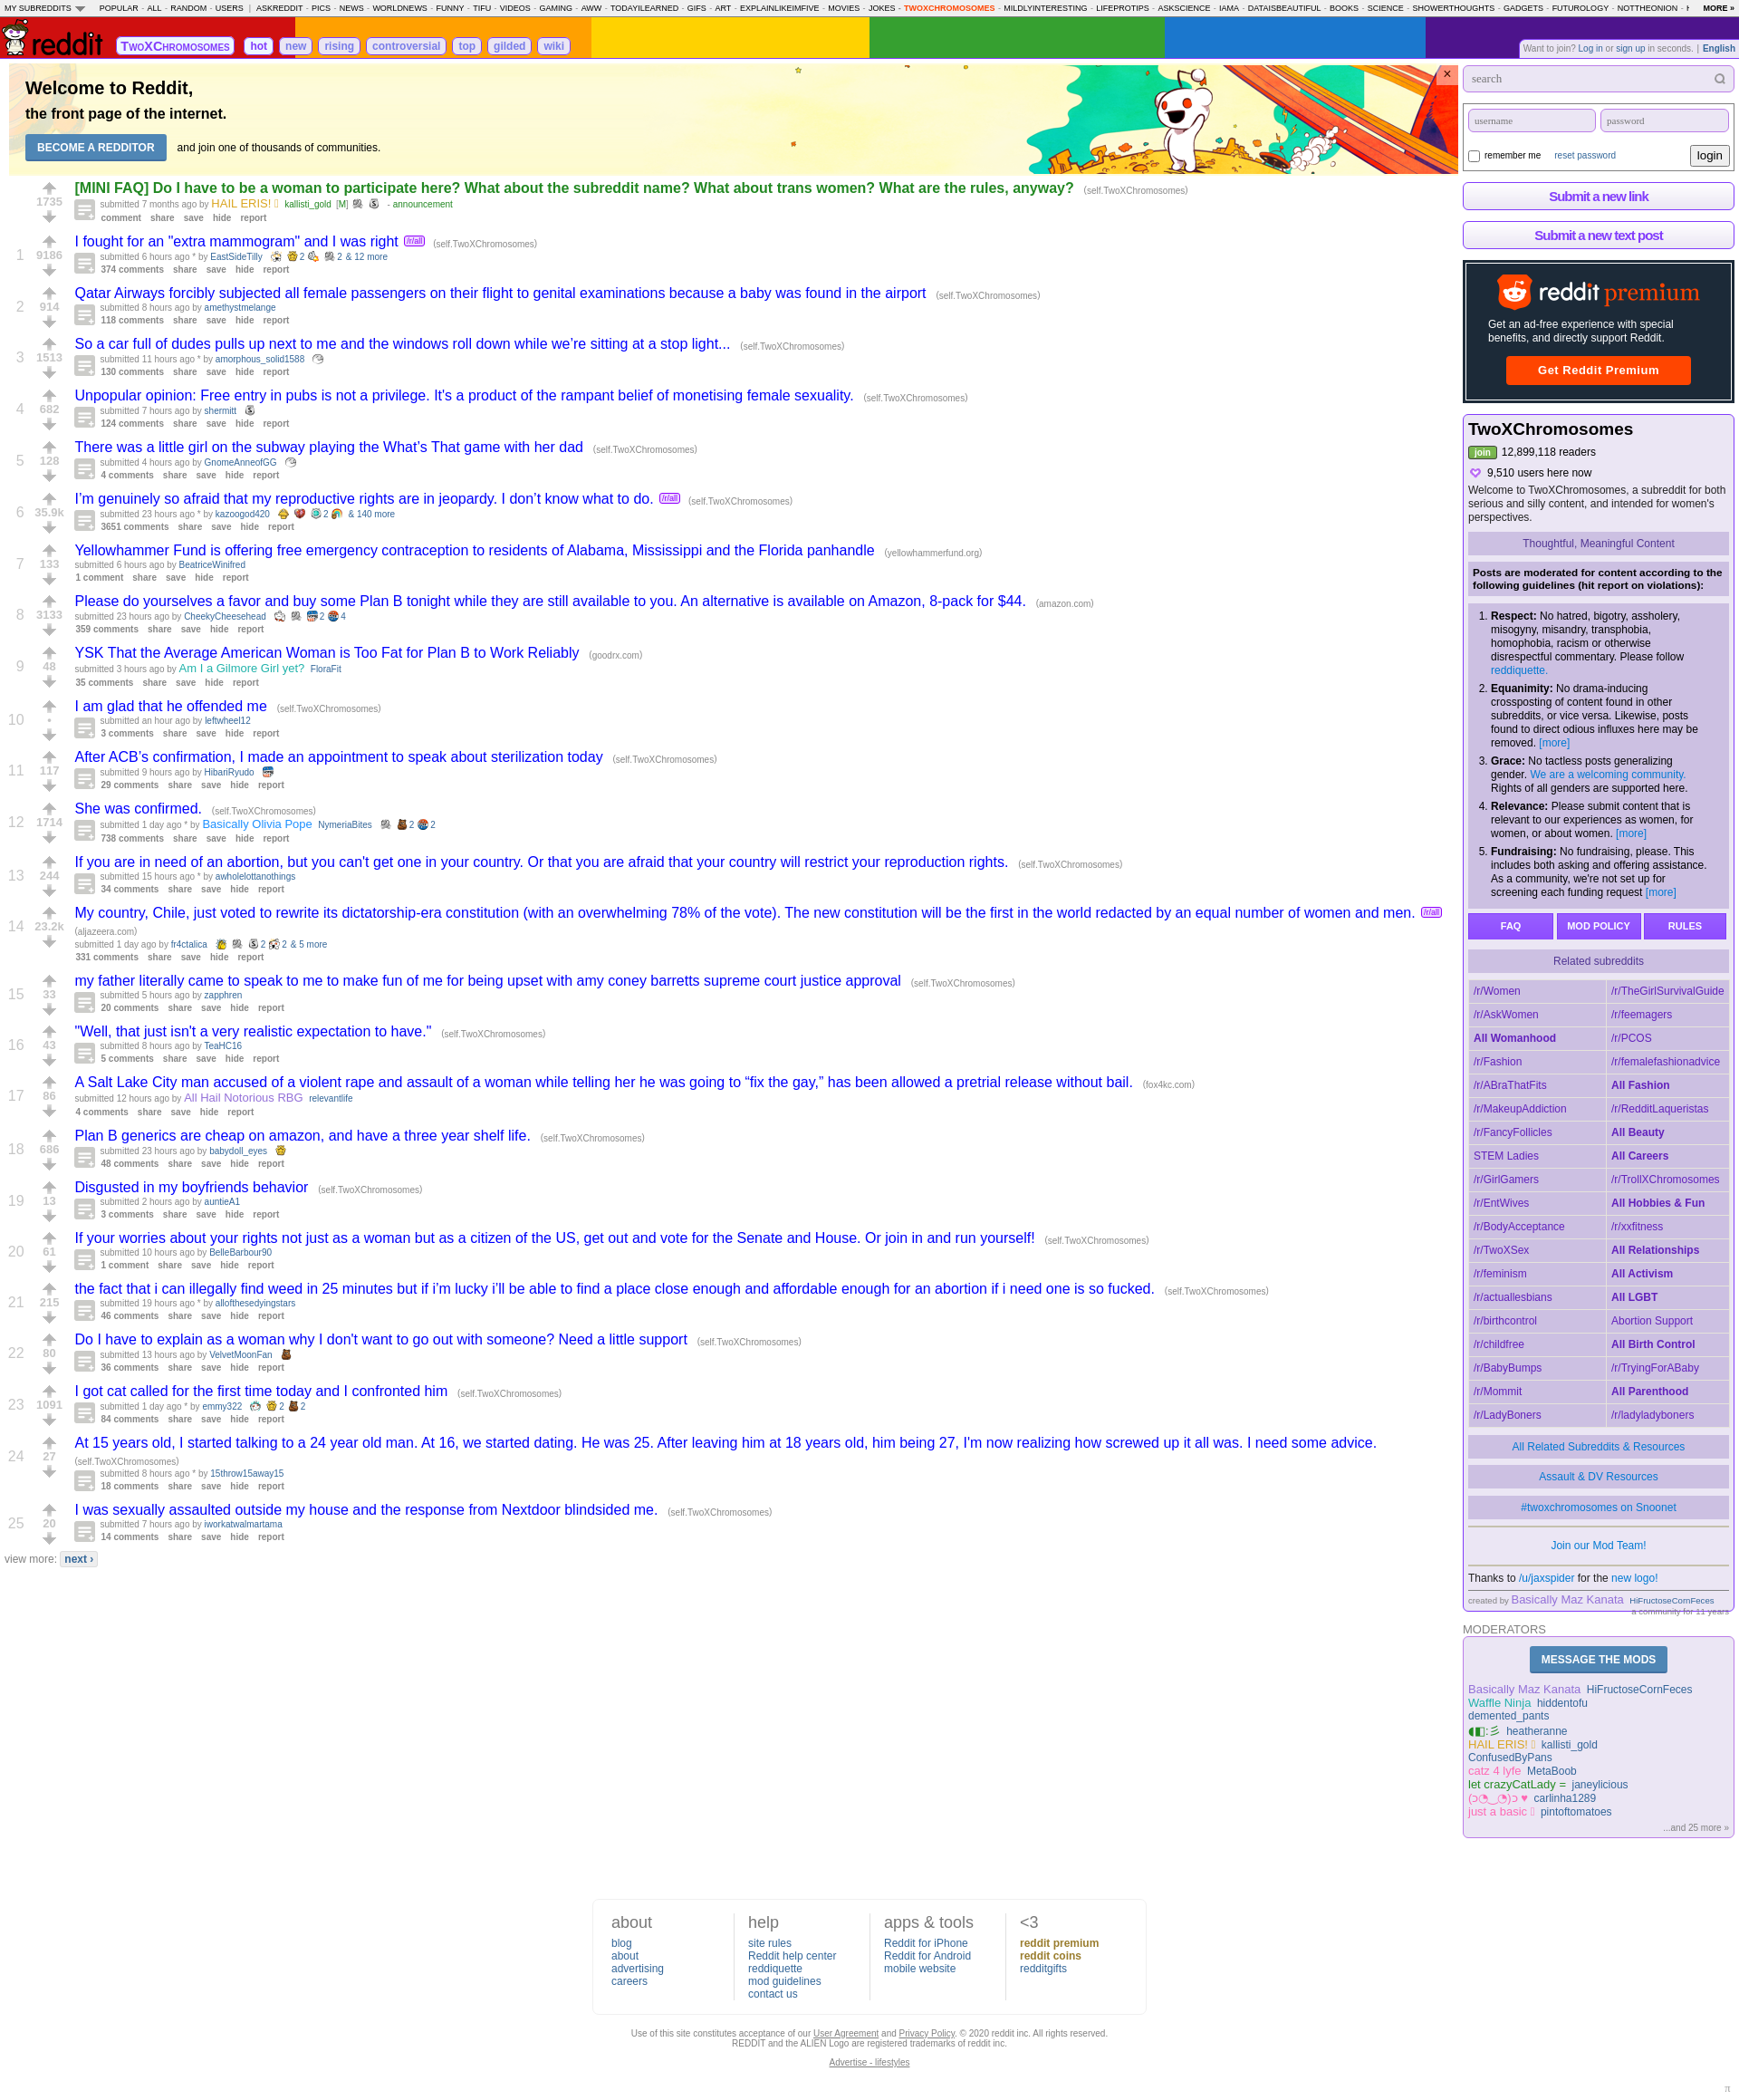 MY SUBREDDITS POPULAR - ALL - RANDOM - USERS | ASKREDDIT - PICS - NEWS - WORLDNEWS - FUNNY - TIFU - VIDEOS - GAMING - AWW - TODAYILEARNED - GIFS - ART - EXPLAINLIKEIMFIVE - MOVIES - JOKES - TWOXCHROMOSOMES - MILDLYINTERESTING - LIFEPROTIPS - ASKSCIENCE - IAMA - DATAISBEAUTIFUL - BOOKS - SCIENCE - SHOWERTHOUGHTS - GADGETS - FUTUROLOGY - NOTTHEONION - MORE »
reddit TwoXChromosomes hot new rising controversial top gilded wiki
Want to join? Log in or sign up in seconds. | English
Welcome to Reddit,
the front page of the internet.
BECOME A REDDITOR and join one of thousands of communities.
×
1735
[MINI FAQ] Do I have to be a woman to participate here? What about the subreddit name? What about trans women? What are the rules, anyway? (self.TwoXChromosomes)
submitted 7 months ago by HAIL ERIS! kallisti_gold [M] - announcement
comment share save hide report
1 9186
I fought for an "extra mammogram" and I was right /r/all (self.TwoXChromosomes)
submitted 6 hours ago * by EastSideTilly 2 2 & 12 more
374 comments share save hide report
2 914
Qatar Airways forcibly subjected all female passengers on their flight to genital examinations because a baby was found in the airport (self.TwoXChromosomes)
submitted 8 hours ago by amethystmelange
118 comments share save hide report
3 1513
So a car full of dudes pulls up next to me and the windows roll down while we’re sitting at a stop light... (self.TwoXChromosomes)
submitted 11 hours ago * by amorphous_solid1588
130 comments share save hide report
4 682
Unpopular opinion: Free entry in pubs is not a privilege. It's a product of the rampant belief of monetising female sexuality. (self.TwoXChromosomes)
submitted 7 hours ago by shermitt
124 comments share save hide report
5 128
There was a little girl on the subway playing the What’s That game with her dad (self.TwoXChromosomes)
submitted 4 hours ago by GnomeAnneofGG
4 comments share save hide report
6 35.9k
I’m genuinely so afraid that my reproductive rights are in jeopardy. I don’t know what to do. /r/all (self.TwoXChromosomes)
submitted 23 hours ago * by kazoogod420 2 & 140 more
3651 comments share save hide report
7 133
Yellowhammer Fund is offering free emergency contraception to residents of Alabama, Mississippi and the Florida panhandle (yellowhammerfund.org)
submitted 6 hours ago by BeatriceWinifred
1 comment share save hide report
8 3133
Please do yourselves a favor and buy some Plan B tonight while they are still available to you. An alternative is available on Amazon, 8-pack for $44. (amazon.com)
submitted 23 hours ago by CheekyCheesehead 2 4
359 comments share save hide report
9 48
YSK That the Average American Woman is Too Fat for Plan B to Work Reliably (goodrx.com)
submitted 3 hours ago by Am I a Gilmore Girl yet? FloraFit
35 comments share save hide report
10 •
I am glad that he offended me (self.TwoXChromosomes)
submitted an hour ago by leftwheel12
3 comments share save hide report
11 117
After ACB’s confirmation, I made an appointment to speak about sterilization today (self.TwoXChromosomes)
submitted 9 hours ago by HibariRyudo
29 comments share save hide report
12 1714
She was confirmed. (self.TwoXChromosomes)
submitted 1 day ago * by Basically Olivia Pope NymeriaBites 2 2
738 comments share save hide report
13 244
If you are in need of an abortion, but you can't get one in your country. Or that you are afraid that your country will restrict your reproduction rights. (self.TwoXChromosomes)
submitted 15 hours ago * by awholelottanothings
34 comments share save hide report
14 23.2k
My country, Chile, just voted to rewrite its dictatorship-era constitution (with an overwhelming 78% of the vote). The new constitution will be the first in the world redacted by an equal number of women and men. /r/all
(aljazeera.com)
submitted 1 day ago by fr4ctalica 2 2 & 5 more
331 comments share save hide report
15 33
my father literally came to speak to me to make fun of me for being upset with amy coney barretts supreme court justice approval (self.TwoXChromosomes)
submitted 5 hours ago by zapphren
20 comments share save hide report
16 43
"Well, that just isn't a very realistic expectation to have." (self.TwoXChromosomes)
submitted 8 hours ago by TeaHC16
5 comments share save hide report
17 86
A Salt Lake City man accused of a violent rape and assault of a woman while telling her he was going to “fix the gay,” has been allowed a pretrial release without bail. (fox4kc.com)
submitted 12 hours ago by All Hail Notorious RBG relevantlife
4 comments share save hide report
18 686
Plan B generics are cheap on amazon, and have a three year shelf life. (self.TwoXChromosomes)
submitted 23 hours ago by babydoll_eyes
48 comments share save hide report
19 13
Disgusted in my boyfriends behavior (self.TwoXChromosomes)
submitted 2 hours ago by auntieA1
3 comments share save hide report
20 61
If your worries about your rights not just as a woman but as a citizen of the US, get out and vote for the Senate and House. Or join in and run yourself! (self.TwoXChromosomes)
submitted 10 hours ago by BelleBarbour90
1 comment share save hide report
21 215
the fact that i can illegally find weed in 25 minutes but if i’m lucky i’ll be able to find a place close enough and affordable enough for an abortion if i need one is so fucked. (self.TwoXChromosomes)
submitted 19 hours ago * by allofthesedyingstars
46 comments share save hide report
22 80
Do I have to explain as a woman why I don't want to go out with someone? Need a little support (self.TwoXChromosomes)
submitted 13 hours ago by VelvetMoonFan
36 comments share save hide report
23 1091
I got cat called for the first time today and I confronted him (self.TwoXChromosomes)
submitted 1 day ago * by emmy322 2 2
84 comments share save hide report
24 27
At 15 years old, I started talking to a 24 year old man. At 16, we started dating. He was 25. After leaving him at 18 years old, him being 27, I'm now realizing how screwed up it all was. I need some advice.
(self.TwoXChromosomes)
submitted 8 hours ago * by 15throw15away15
18 comments share save hide report
25 20
I was sexually assaulted outside my house and the response from Nextdoor blindsided me. (self.TwoXChromosomes)
submitted 7 hours ago by iworkatwalmartama
14 comments share save hide report
view more: next ›
search
username password
remember me reset password login
Submit a new link
Submit a new text post
reddit premium
Get an ad-free experience with special
benefits, and directly support Reddit.
Get Reddit Premium
TwoXChromosomes
join 12,899,118 readers
9,510 users here now
Welcome to TwoXChromosomes, a subreddit for both
serious and silly content, and intended for women's
perspectives.
Thoughtful, Meaningful Content
Posts are moderated for content according to the
following guidelines (hit report on violations):
1. Respect: No hatred, bigotry, assholery,
misogyny, misandry, transphobia,
homophobia, racism or otherwise
disrespectful commentary. Please follow
reddiquette.
2. Equanimity: No drama-inducing
crossposting of content found in other
subreddits, or vice versa. Likewise, posts
found to direct odious influxes here may be
removed. [more]
3. Grace: No tactless posts generalizing
gender. We are a welcoming community.
Rights of all genders are supported here.
4. Relevance: Please submit content that is
relevant to our experiences as women, for
women, or about women. [more]
5. Fundraising: No fundraising, please. This
includes both asking and offering assistance.
As a community, we're not set up for
screening each funding request [more]
FAQ MOD POLICY RULES
Related subreddits
/r/Women /r/TheGirlSurvivalGuide
/r/AskWomen /r/feemagers
All Womanhood /r/PCOS
/r/Fashion /r/femalefashionadvice
/r/ABraThatFits All Fashion
/r/MakeupAddiction /r/RedditLaqueristas
/r/FancyFollicles All Beauty
STEM Ladies All Careers
/r/GirlGamers /r/TrollXChromosomes
/r/EntWives All Hobbies & Fun
/r/BodyAcceptance /r/xxfitness
/r/TwoXSex All Relationships
/r/feminism All Activism
/r/actuallesbians All LGBT
/r/birthcontrol Abortion Support
/r/childfree All Birth Control
/r/BabyBumps /r/TryingForABaby
/r/Mommit All Parenthood
/r/LadyBoners /r/ladyladyboners
All Related Subreddits & Resources
Assault & DV Resources
#twoxchromosomes on Snoonet
Join our Mod Team!
Thanks to /u/jaxspider for the new logo!
created by Basically Maz Kanata HiFructoseCornFeces
a community for 11 years
MODERATORS
MESSAGE THE MODS
Basically Maz Kanata HiFructoseCornFeces
Waffle Ninja hiddentofu
demented_pants
heatheranne
HAIL ERIS! kallisti_gold
ConfusedByPans
catz 4 lyfe MetaBoob
let crazyCatLady = janeylicious
(ɔ◔‿◔)ɔ ♥ carlinha1289
just a basic pintoftomatoes
...and 25 more »
about
blog
about
advertising
careers
help
site rules
Reddit help center
reddiquette
mod guidelines
contact us
apps & tools
Reddit for iPhone
Reddit for Android
mobile website
<3
reddit premium
reddit coins
redditgifts
Use of this site constitutes acceptance of our User Agreement and Privacy Policy. © 2020 reddit inc. All rights reserved.
REDDIT and the ALIEN Logo are registered trademarks of reddit inc.
Advertise - lifestyles
π